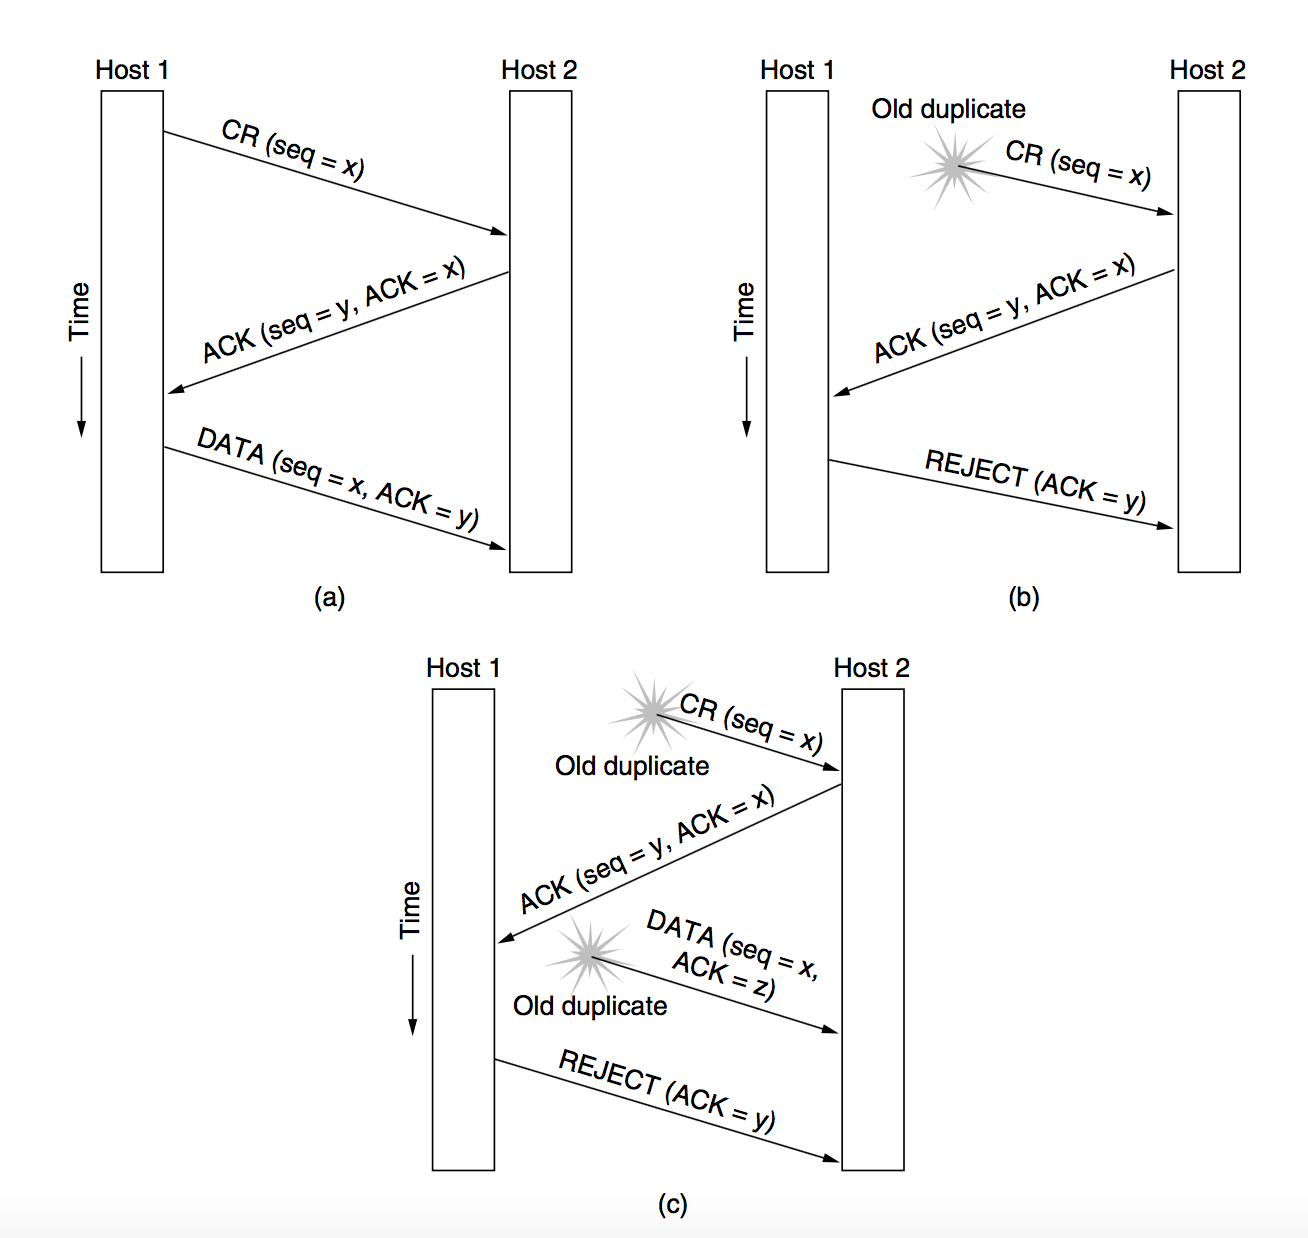 Host 1
Host 2
CR (seq = x)
ACK (seq = y, ACK = x)
Time
DATA (seq = x, ACK = y)
(a)
Host 1
Host 2
Old duplicate
CR (seq = x)
ACK (seq = y, ACK = x)
Time
REJECT (ACK = y)
(b)
Host 1
Host 2
CR (seq = x)
Old duplicate
ACK (seq = y, ACK = x)
Time
DATA (seq = x,
ACK = z)
Old duplicate
REJECT (ACK = y)
(c)